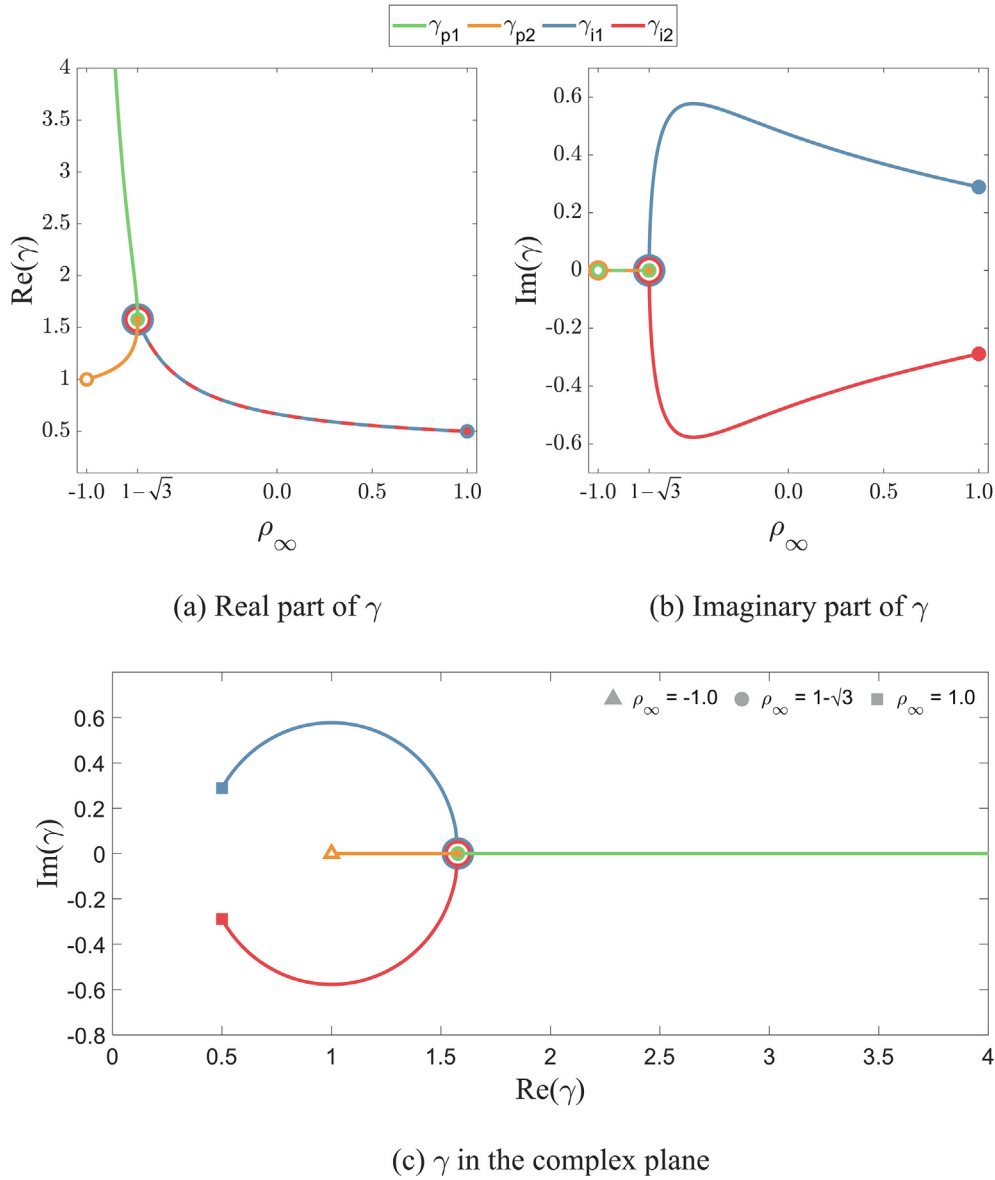 γp1 γp2 γi1 γi2
4
3.5
3
2.5
2
1.5
1
0.5
Re(γ)
-1.0 1−√3 0.0 0.5 1.0
ρ∞
(a) Real part of γ
0.6
0.4
0.2
0
-0.2
-0.4
-0.6
Im(γ)
-1.0 1−√3 0.0 0.5 1.0
ρ∞
(b) Imaginary part of γ
ρ∞ = -1.0 ρ∞ = 1-√3 ρ∞ = 1.0
0.6
0.4
0.2
0
-0.2
-0.4
-0.6
-0.8
Im(γ)
0 0.5 1 1.5 2 2.5 3 3.5 4
Re(γ)
(c) γ in the complex plane